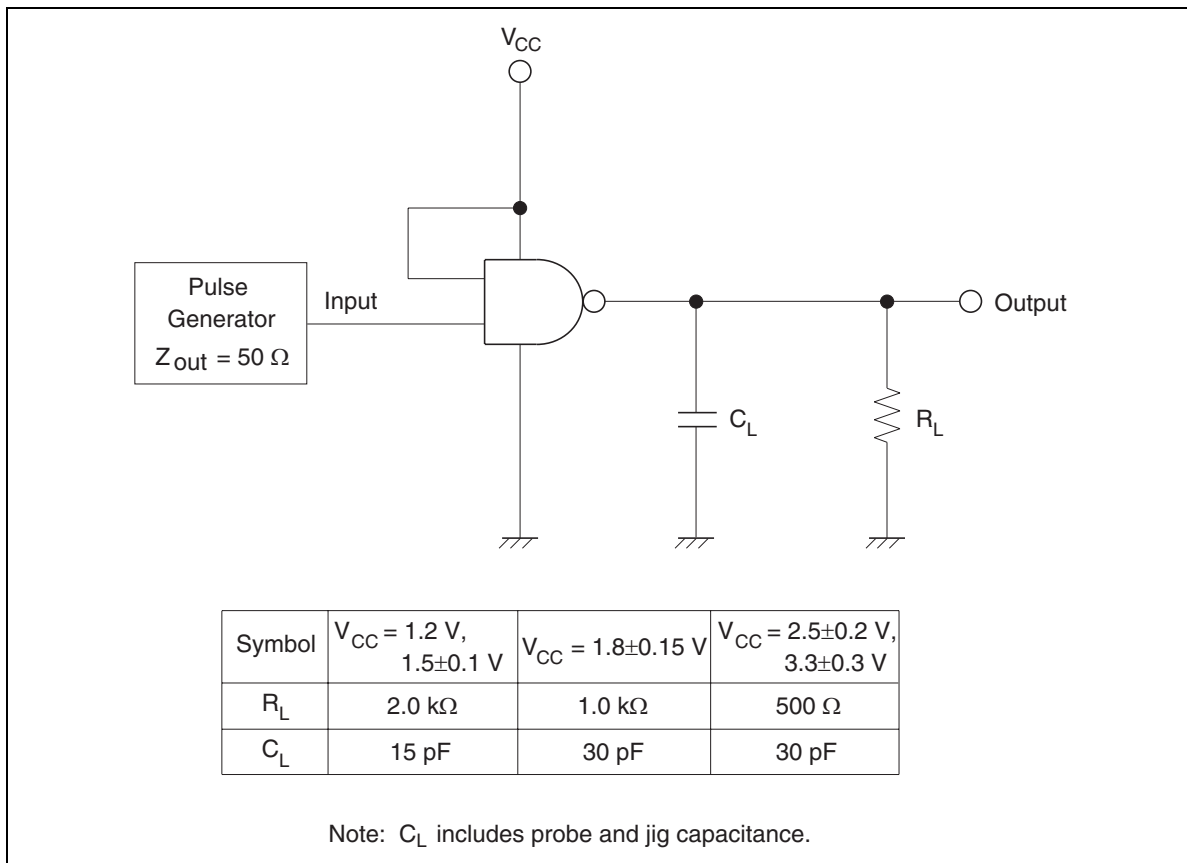 VCC
Pulse
Generator
Zout = 50 Ω
Input
Output
CL
RL
Symbol
VCC = 1.2 V,
1.5±0.1 V
VCC = 1.8±0.15 V
VCC = 2.5±0.2 V,
3.3±0.3 V
RL
2.0 kΩ
1.0 kΩ
500 Ω
CL
15 pF
30 pF
30 pF
Note: CL includes probe and jig capacitance.